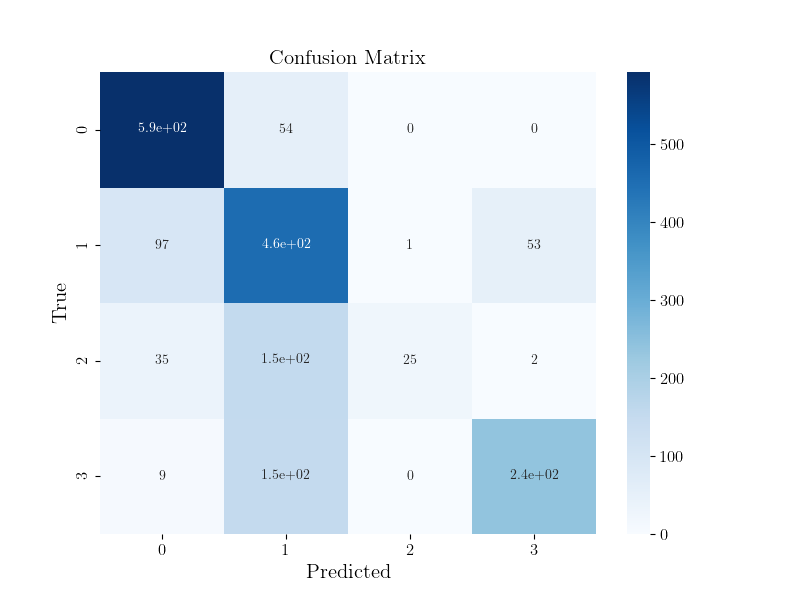 Confusion Matrix
0 5.9e+02 54 0 0
1 97 4.6e+02 1 53
2 35 1.5e+02 25 2
3 9 1.5e+02 0 2.4e+02
0 1 2 3
True
Predicted
500
400
300
200
100
0